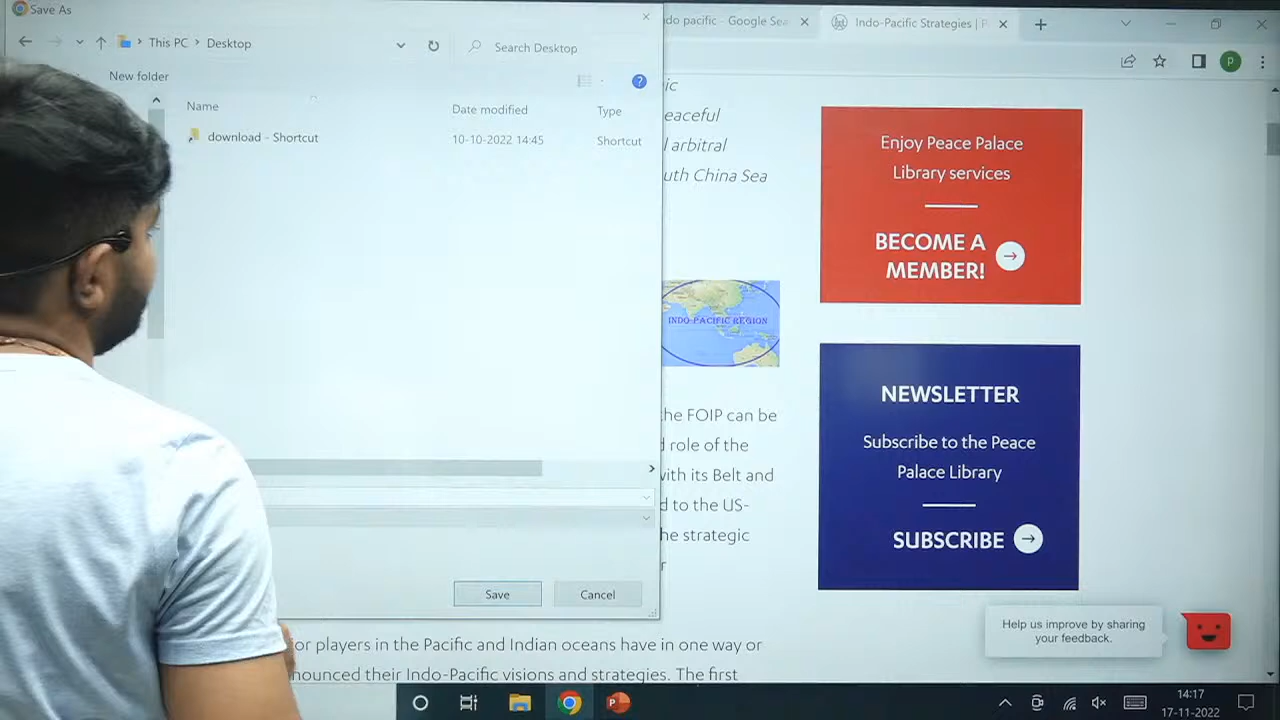 Save As
do pacific - Google Sea
Indo-Pacific Strategies | P
This PC > Desktop
Search Desktop
New folder
Name
Date modified
Type
download - Shortcut
10-10-2022 14:45
Shortcut
ic
eaceful
l arbitral
uth China Sea
INDO-PACIFIC REGION
he FOIP can be
role of the
with its Belt and
d to the US-
he strategic
r
Save
Cancel
or players in the Pacific and Indian oceans have in one way or
nounced their Indo-Pacific visions and strategies. The first
Enjoy Peace Palace
Library services
BECOME A
MEMBER!
NEWSLETTER
Subscribe to the Peace
Palace Library
SUBSCRIBE
Help us improve by sharing
your feedback.
P
14:17
17-11-2022